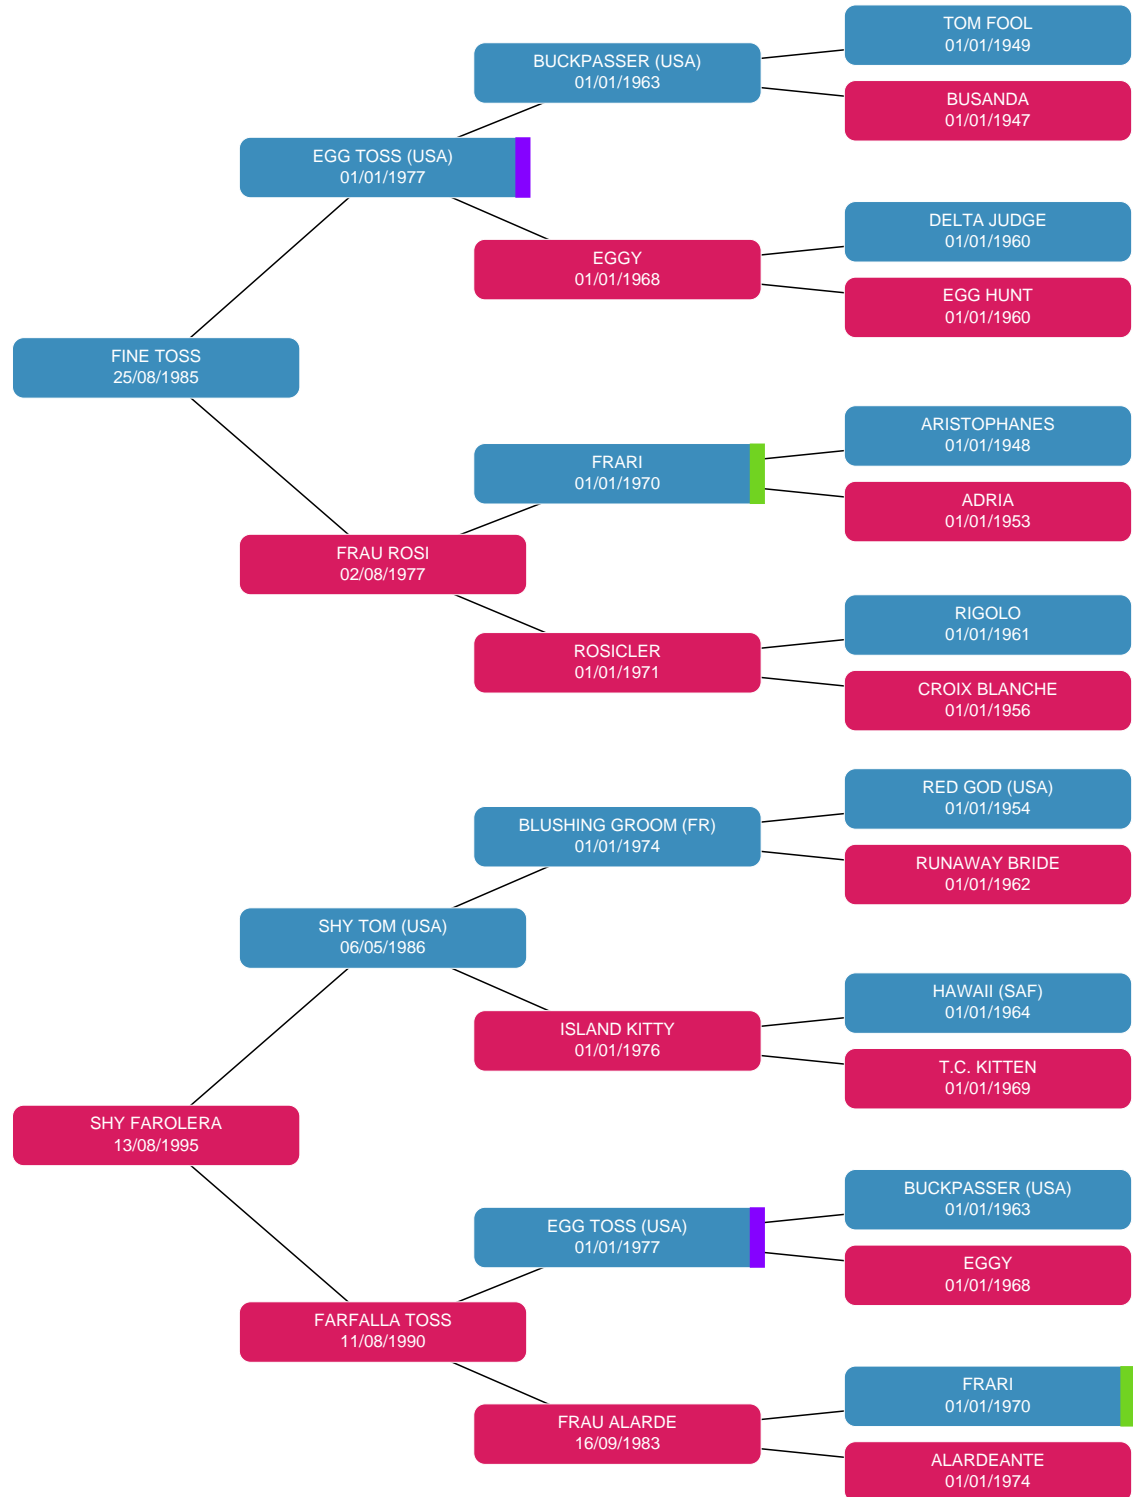 TOM FOOL
01/01/1949
BUCKPASSER (USA)
01/01/1963
BUSANDA
01/01/1947
EGG TOSS (USA)
01/01/1977
DELTA JUDGE
01/01/1960
EGGY
01/01/1968
EGG HUNT
01/01/1960
FINE TOSS
25/08/1985
ARISTOPHANES
01/01/1948
FRARI
01/01/1970
ADRIA
01/01/1953
FRAU ROSI
02/08/1977
RIGOLO
01/01/1961
ROSICLER
01/01/1971
CROIX BLANCHE
01/01/1956
RED GOD (USA)
01/01/1954
BLUSHING GROOM (FR)
01/01/1974
RUNAWAY BRIDE
01/01/1962
SHY TOM (USA)
06/05/1986
HAWAII (SAF)
01/01/1964
ISLAND KITTY
01/01/1976
T.C. KITTEN
01/01/1969
SHY FAROLERA
13/08/1995
BUCKPASSER (USA)
01/01/1963
EGG TOSS (USA)
01/01/1977
EGGY
01/01/1968
FARFALLA TOSS
11/08/1990
FRARI
01/01/1970
FRAU ALARDE
16/09/1983
ALARDEANTE
01/01/1974